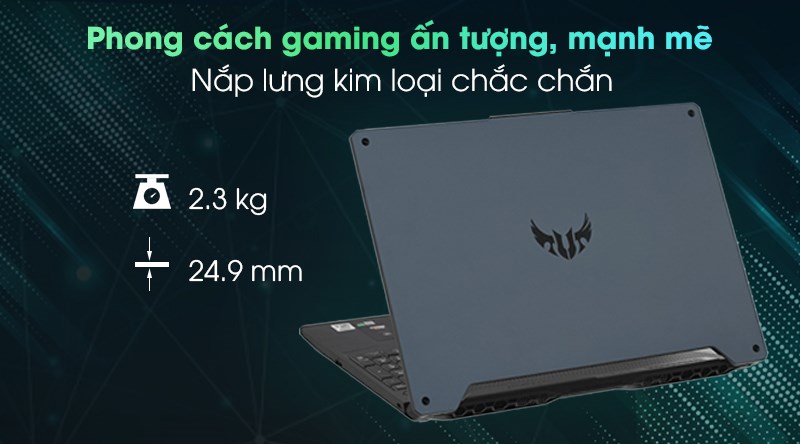 Phong cách gaming ấn tượng, mạnh mẽ
Nắp lưng kim loại chắc chắn
2.3 kg
24.9 mm
TUF